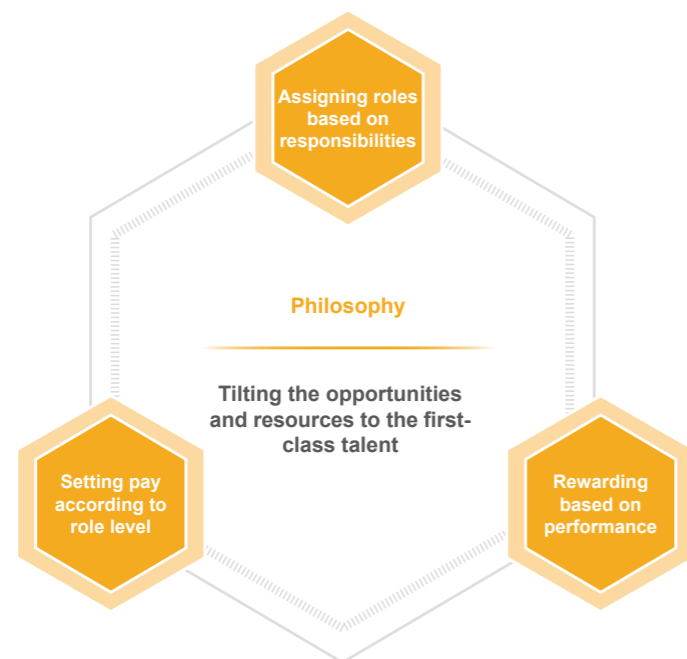 Assigning roles
based on
responsibilities
Philosophy
Tilting the opportunities
and resources to the first-
class talent
Setting pay
according to
role level
Rewarding
based on
performance